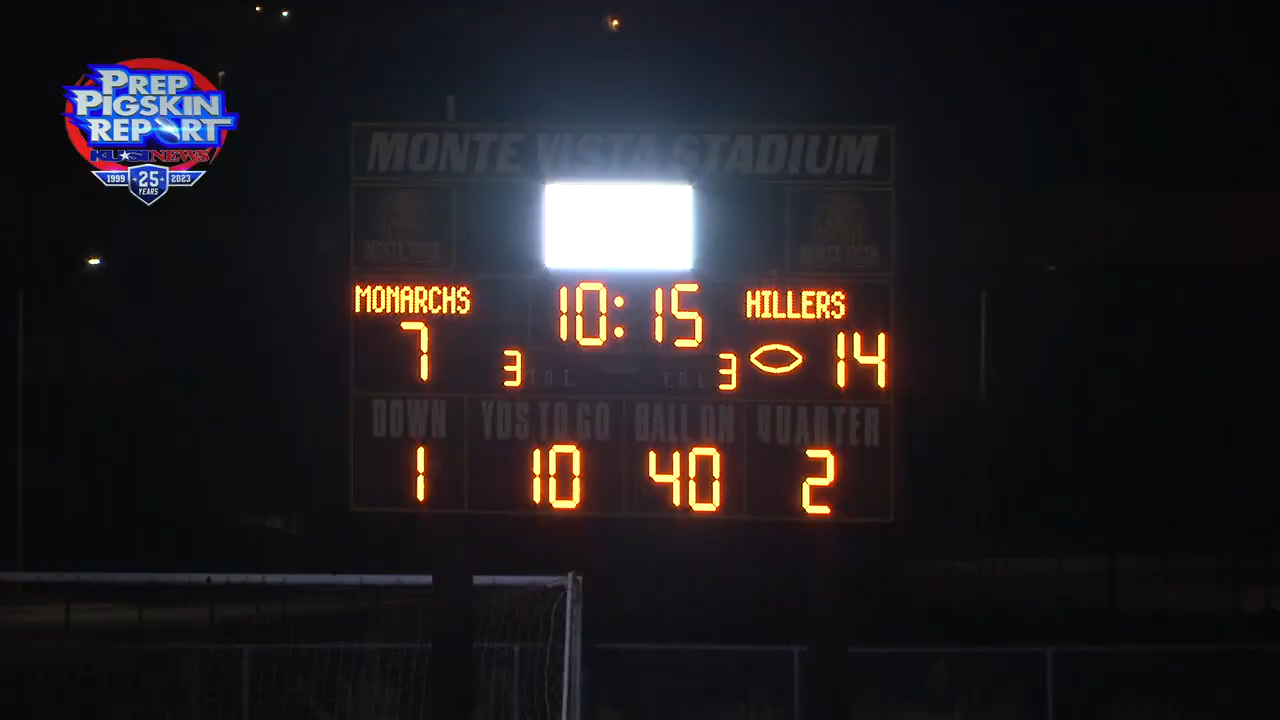 PREP
PIGSKIN
REPORT
KUSI NEWS
1999 25 2023
YEARS
MONTE VISTA STADIUM
MONARCHS 10:15 HILLERS
7 3 3 14
DOWN YDS TO GO BALL ON QUARTER
1 10 40 2